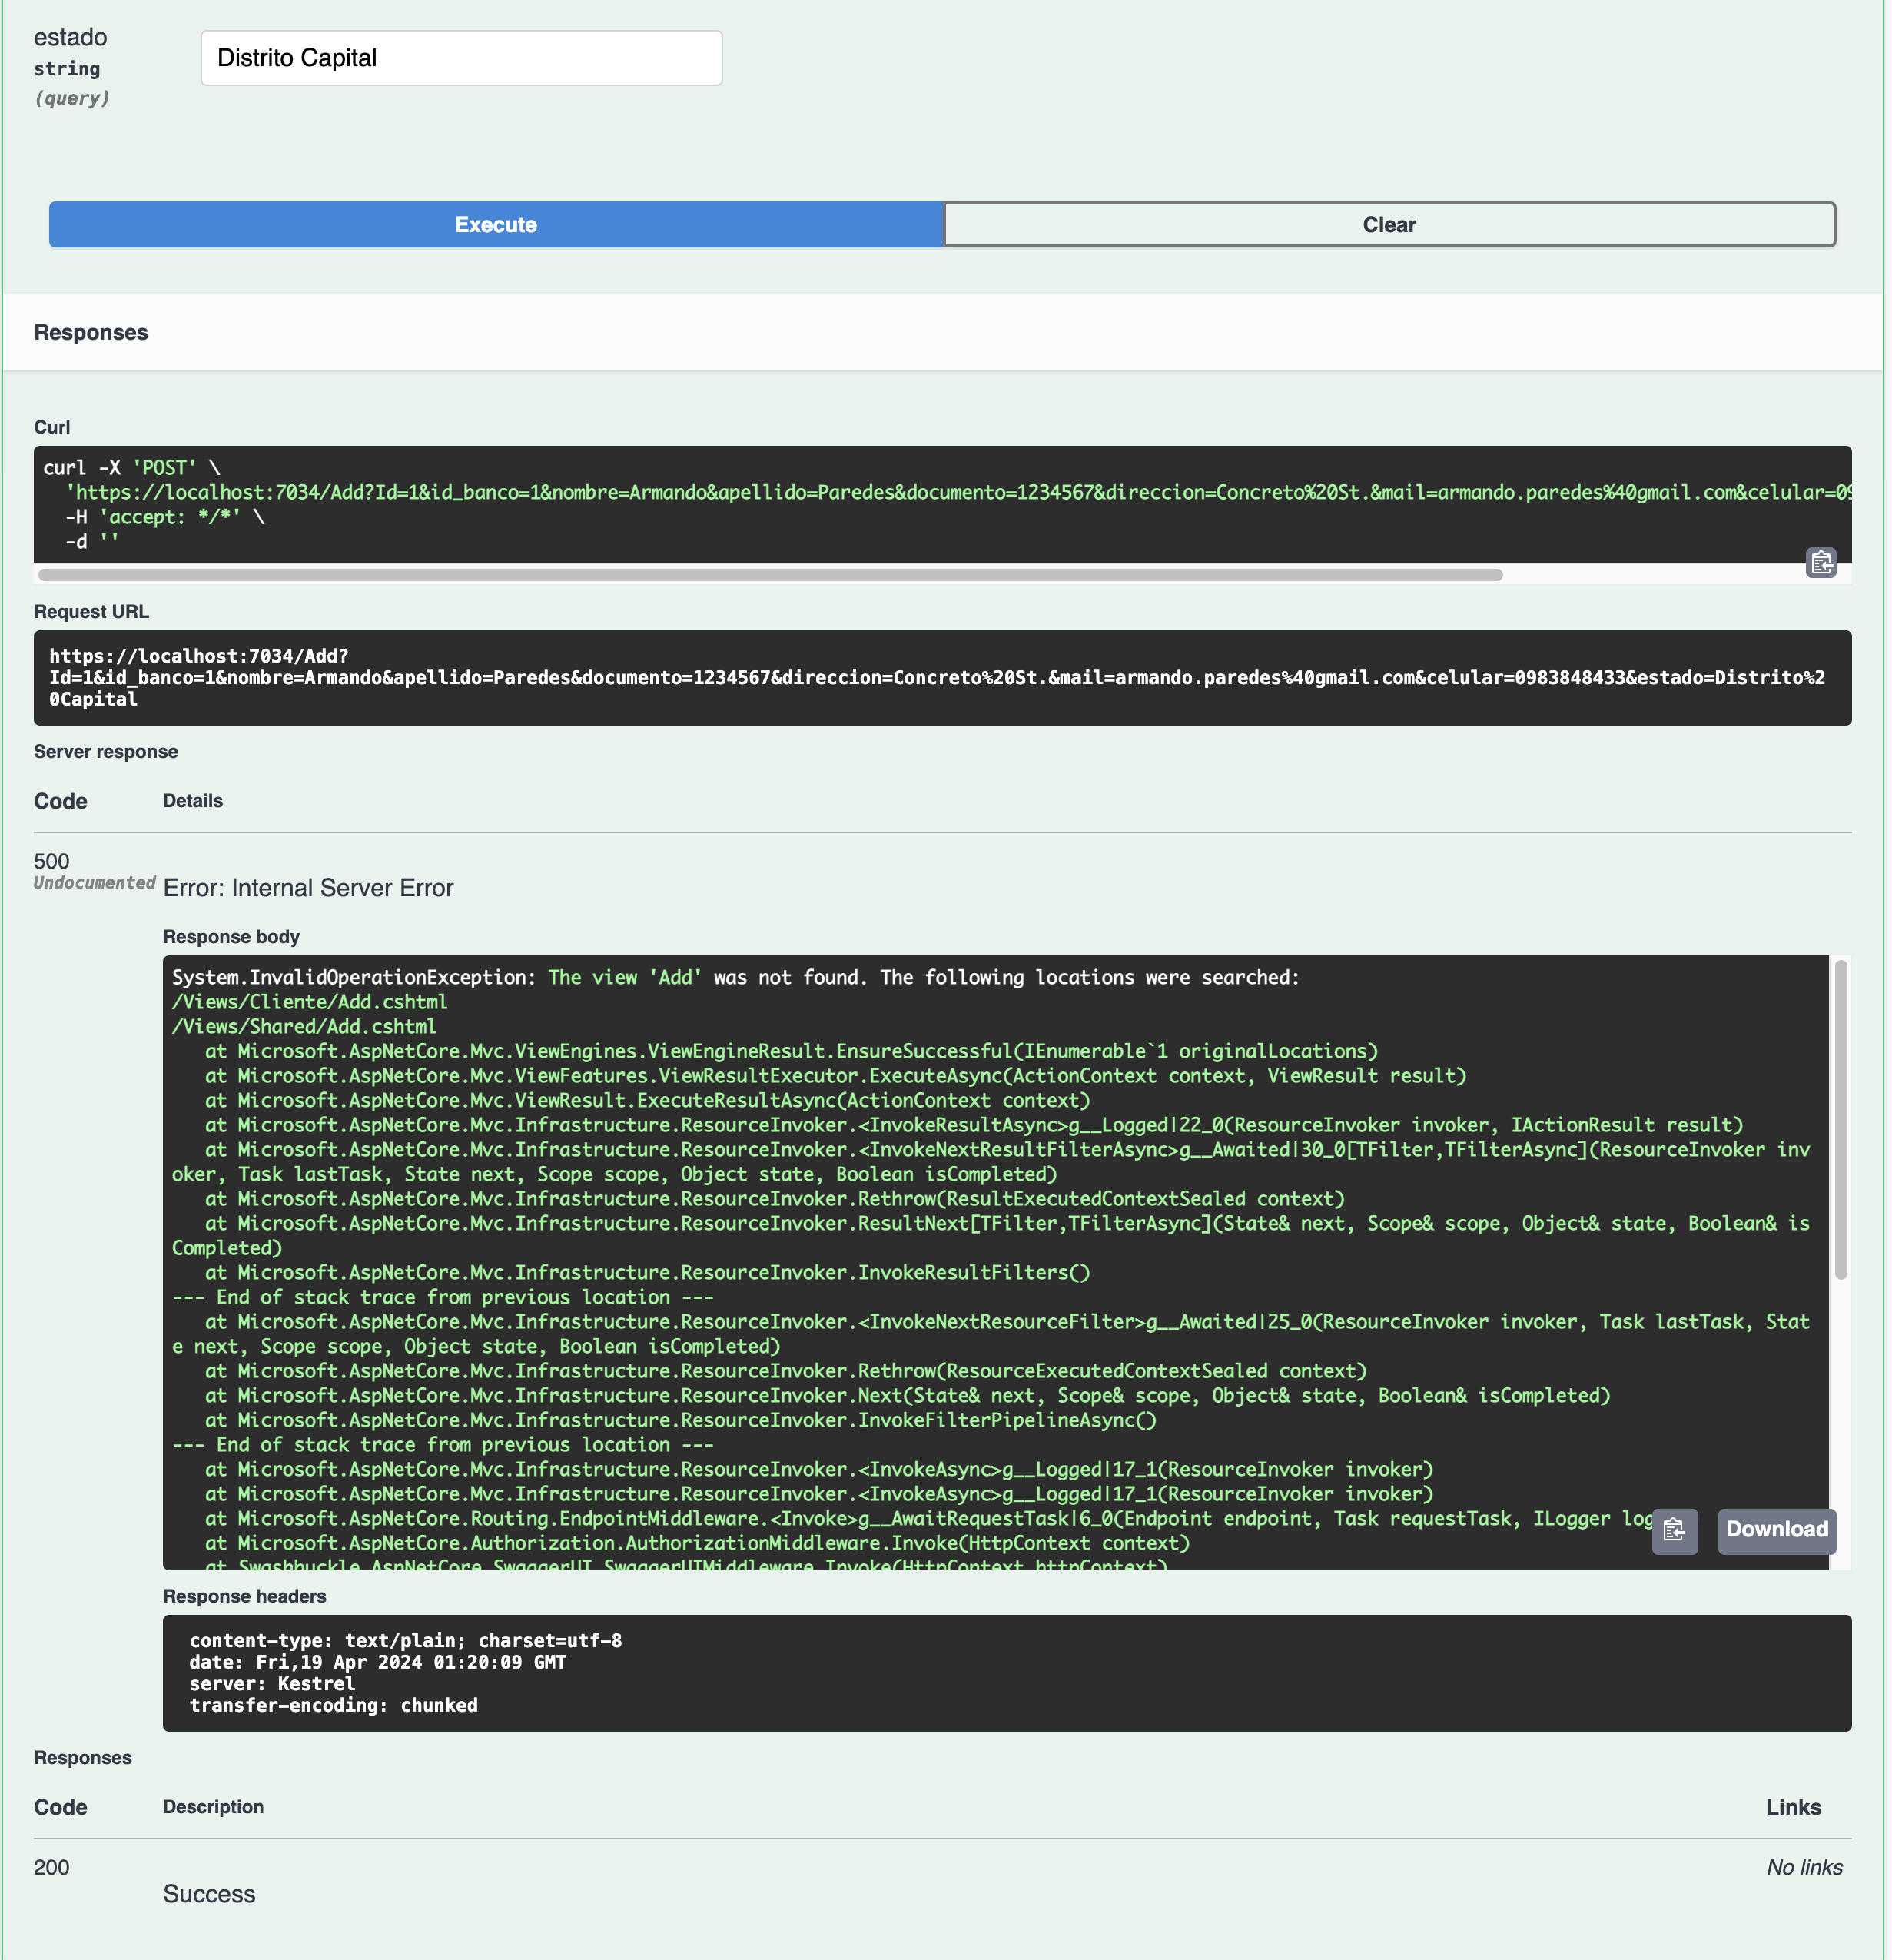 estado
string
(query)
Distrito Capital
Execute
Clear
Responses
Curl
curl -X 'POST' \
  'https://localhost:7034/Add?Id=1&id_banco=1&nombre=Armando&apellido=Paredes&documento=1234567&direccion=Concreto%20St.&mail=armando.paredes%40gmail.com&celular=09
  -H 'accept: */*' \
  -d ''
Request URL
https://localhost:7034/Add?
Id=1&id_banco=1&nombre=Armando&apellido=Paredes&documento=1234567&direccion=Concreto%20St.&mail=armando.paredes%40gmail.com&celular=0983848433&estado=Distrito%2
0Capital
Server response
Code Details
500
Undocumented
Error: Internal Server Error
Response body
System.InvalidOperationException: The view 'Add' was not found. The following locations were searched:
/Views/Cliente/Add.cshtml
/Views/Shared/Add.cshtml
   at Microsoft.AspNetCore.Mvc.ViewEngines.ViewEngineResult.EnsureSuccessful(IEnumerable`1 originalLocations)
   at Microsoft.AspNetCore.Mvc.ViewFeatures.ViewResultExecutor.ExecuteAsync(ActionContext context, ViewResult result)
   at Microsoft.AspNetCore.Mvc.ViewResult.ExecuteResultAsync(ActionContext context)
   at Microsoft.AspNetCore.Mvc.Infrastructure.ResourceInvoker.<InvokeResultAsync>g__Logged|22_0(ResourceInvoker invoker, IActionResult result)
   at Microsoft.AspNetCore.Mvc.Infrastructure.ResourceInvoker.<InvokeNextResultFilterAsync>g__Awaited|30_0[TFilter,TFilterAsync](ResourceInvoker inv
oker, Task lastTask, State next, Scope scope, Object state, Boolean isCompleted)
   at Microsoft.AspNetCore.Mvc.Infrastructure.ResourceInvoker.Rethrow(ResultExecutedContextSealed context)
   at Microsoft.AspNetCore.Mvc.Infrastructure.ResourceInvoker.ResultNext[TFilter,TFilterAsync](State& next, Scope& scope, Object& state, Boolean& is
Completed)
   at Microsoft.AspNetCore.Mvc.Infrastructure.ResourceInvoker.InvokeResultFilters()
--- End of stack trace from previous location ---
   at Microsoft.AspNetCore.Mvc.Infrastructure.ResourceInvoker.<InvokeNextResourceFilter>g__Awaited|25_0(ResourceInvoker invoker, Task lastTask, Stat
e next, Scope scope, Object state, Boolean isCompleted)
   at Microsoft.AspNetCore.Mvc.Infrastructure.ResourceInvoker.Rethrow(ResourceExecutedContextSealed context)
   at Microsoft.AspNetCore.Mvc.Infrastructure.ResourceInvoker.Next(State& next, Scope& scope, Object& state, Boolean& isCompleted)
   at Microsoft.AspNetCore.Mvc.Infrastructure.ResourceInvoker.InvokeFilterPipelineAsync()
--- End of stack trace from previous location ---
   at Microsoft.AspNetCore.Mvc.Infrastructure.ResourceInvoker.<InvokeAsync>g__Logged|17_1(ResourceInvoker invoker)
   at Microsoft.AspNetCore.Mvc.Infrastructure.ResourceInvoker.<InvokeAsync>g__Logged|17_1(ResourceInvoker invoker)
   at Microsoft.AspNetCore.Routing.EndpointMiddleware.<Invoke>g__AwaitRequestTask|6_0(Endpoint endpoint, Task requestTask, ILogger log
   at Microsoft.AspNetCore.Authorization.AuthorizationMiddleware.Invoke(HttpContext context)
   at Swashbuckle.AspNetCore.SwaggerUI.SwaggerUIMiddleware.Invoke(HttpContext httpContext)
Download
Response headers
content-type: text/plain; charset=utf-8
date: Fri,19 Apr 2024 01:20:09 GMT
server: Kestrel
transfer-encoding: chunked
Responses
Code Description Links
200
Success
No links